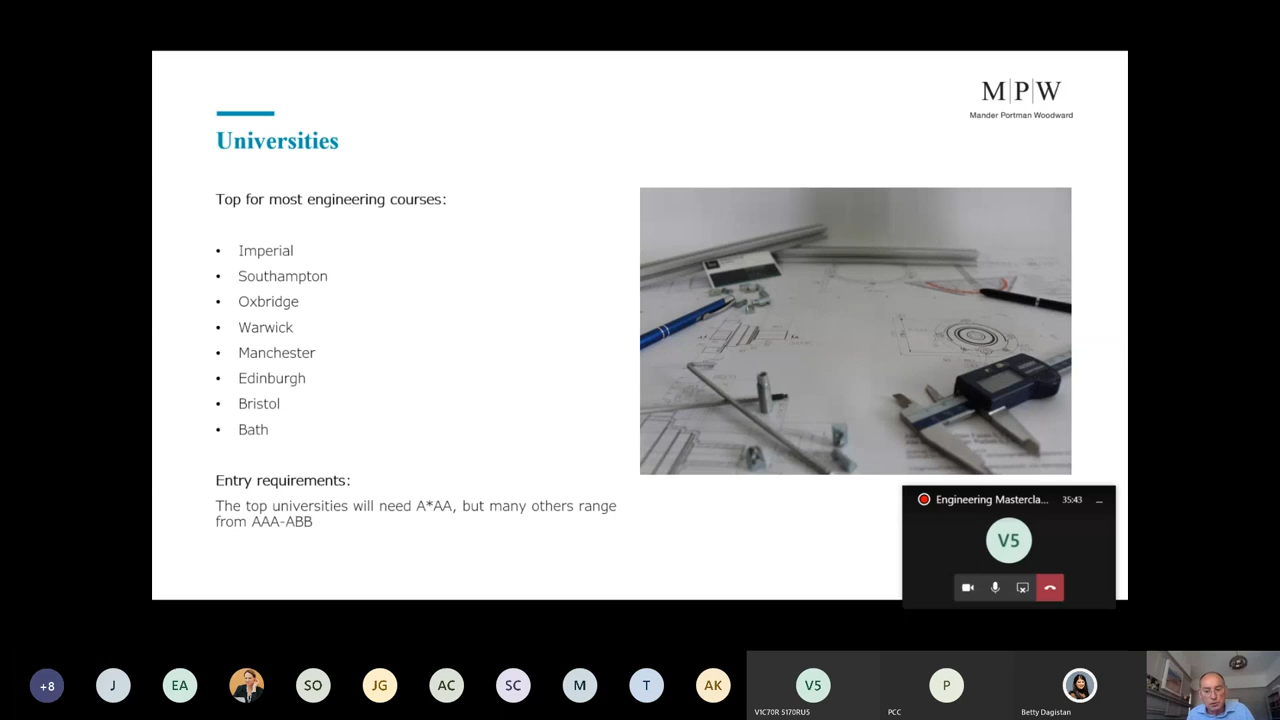 M|P|W
Mander Portman Woodward
Universities
Top for most engineering courses:
• Imperial
• Southampton
• Oxbridge
• Warwick
• Manchester
• Edinburgh
• Bristol
• Bath
Entry requirements:
The top universities will need A*AA, but many others range
from AAA-ABB
Engineering Mastercla... 35:43
V5
+8
J
EA
SO
JG
AC
SC
M
T
AK
V5
P
V1C70R 5170RUS
PCC
Betty Dagistan